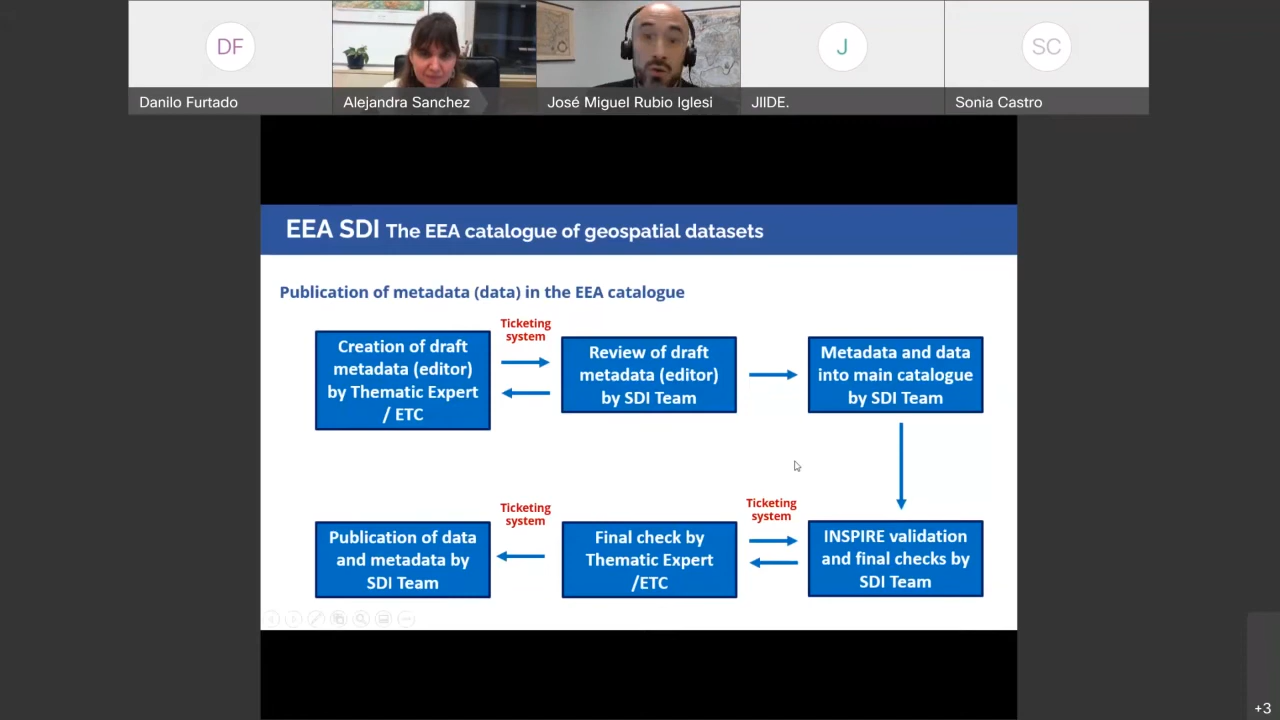 DF
J
SC
Danilo Furtado
Alejandra Sanchez
José Miguel Rubio Iglesi
JIIDE.
Sonia Castro
EEA SDI The EEA catalogue of geospatial datasets
Publication of metadata (data) in the EEA catalogue
Creation of draft
metadata (editor)
by Thematic Expert
/ ETC
Ticketing
system
Review of draft
metadata (editor)
by SDI Team
Metadata and data
into main catalogue
by SDI Team
Publication of data
and metadata by
SDI Team
Ticketing
system
Final check by
Thematic Expert
/ETC
Ticketing
system
INSPIRE validation
and final checks by
SDI Team
+3